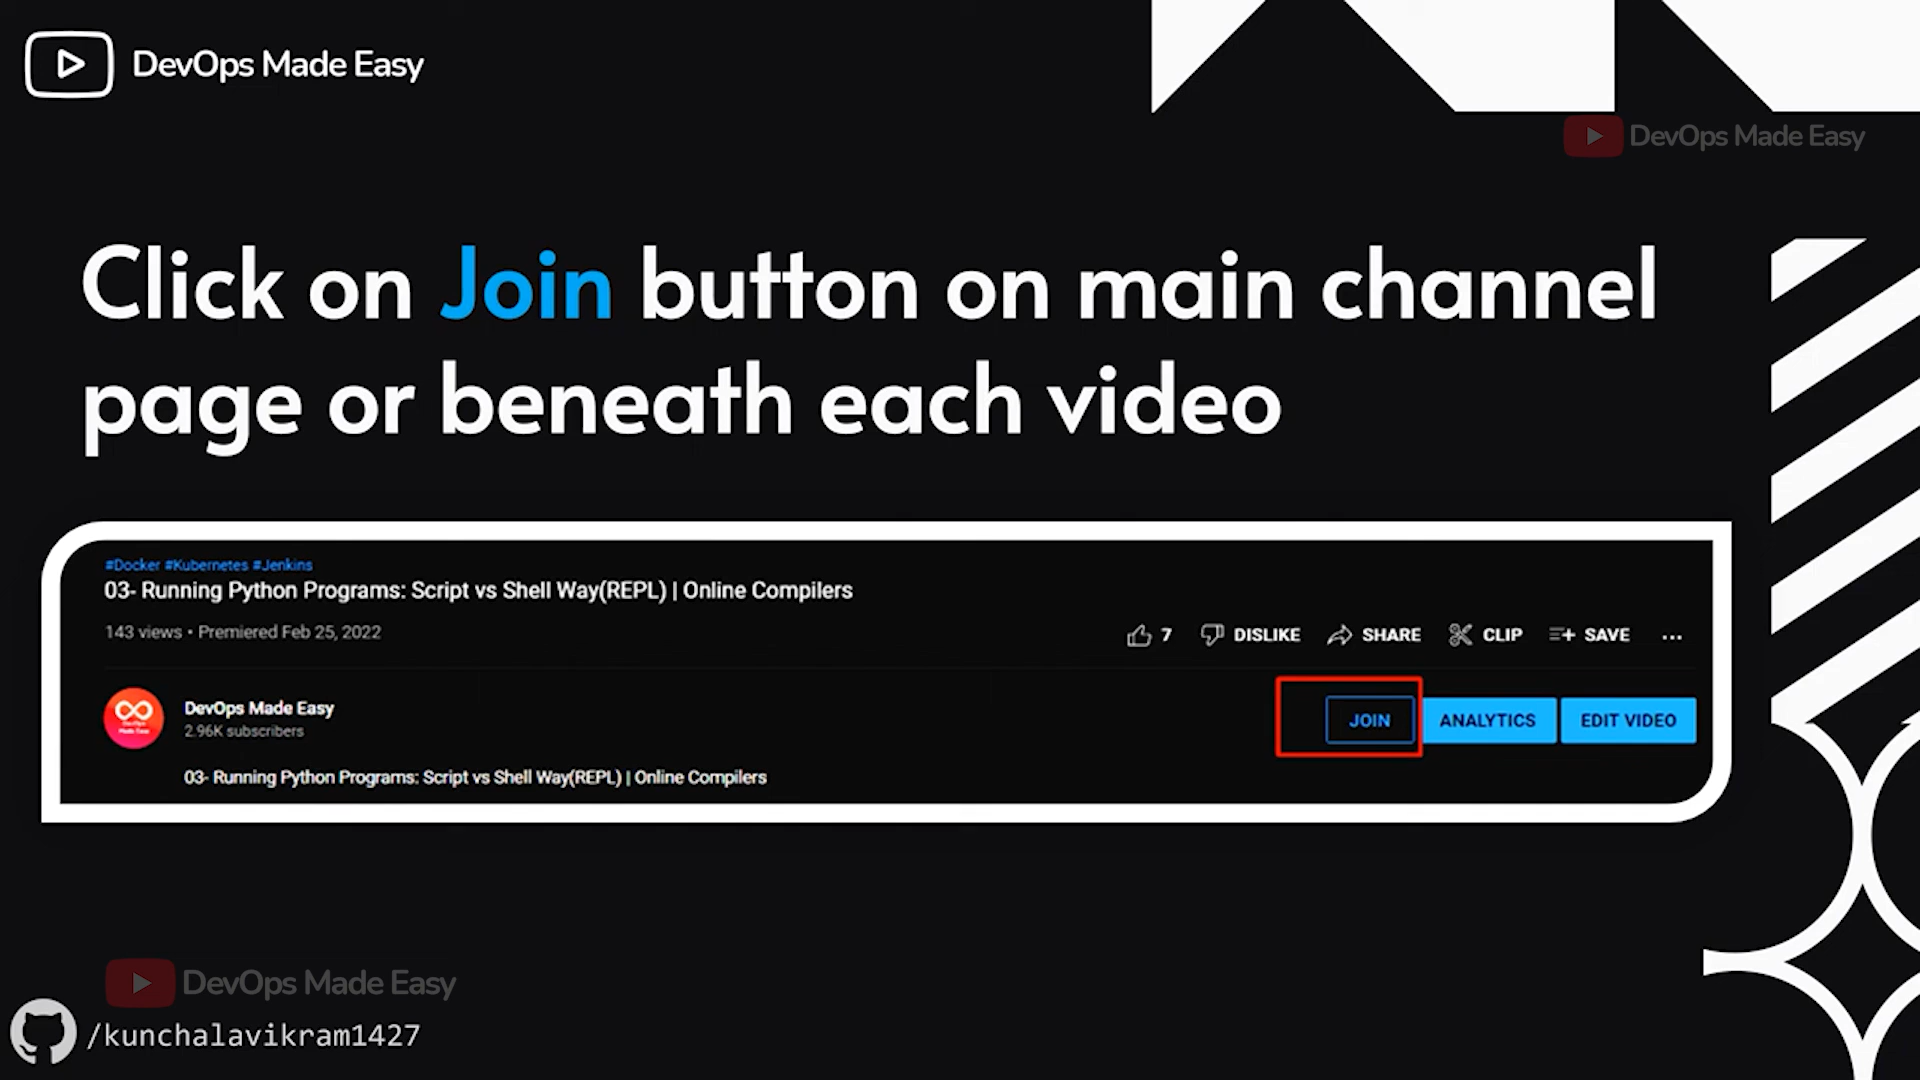 DevOps Made Easy
DevOps Made Easy
Click on Join button on main channel
page or beneath each video
#Docker #Kubernetes #Jenkins
03- Running Python Programs: Script vs Shell Way(REPL) | Online Compilers
143 views • Premiered Feb 25, 2022
7 DISLIKE SHARE CLIP SAVE ...
DevOps Made Easy
2.96K subscribers
JOIN ANALYTICS EDIT VIDEO
03- Running Python Programs: Script vs Shell Way(REPL) | Online Compilers
DevOps Made Easy
/kunchalavikram1427